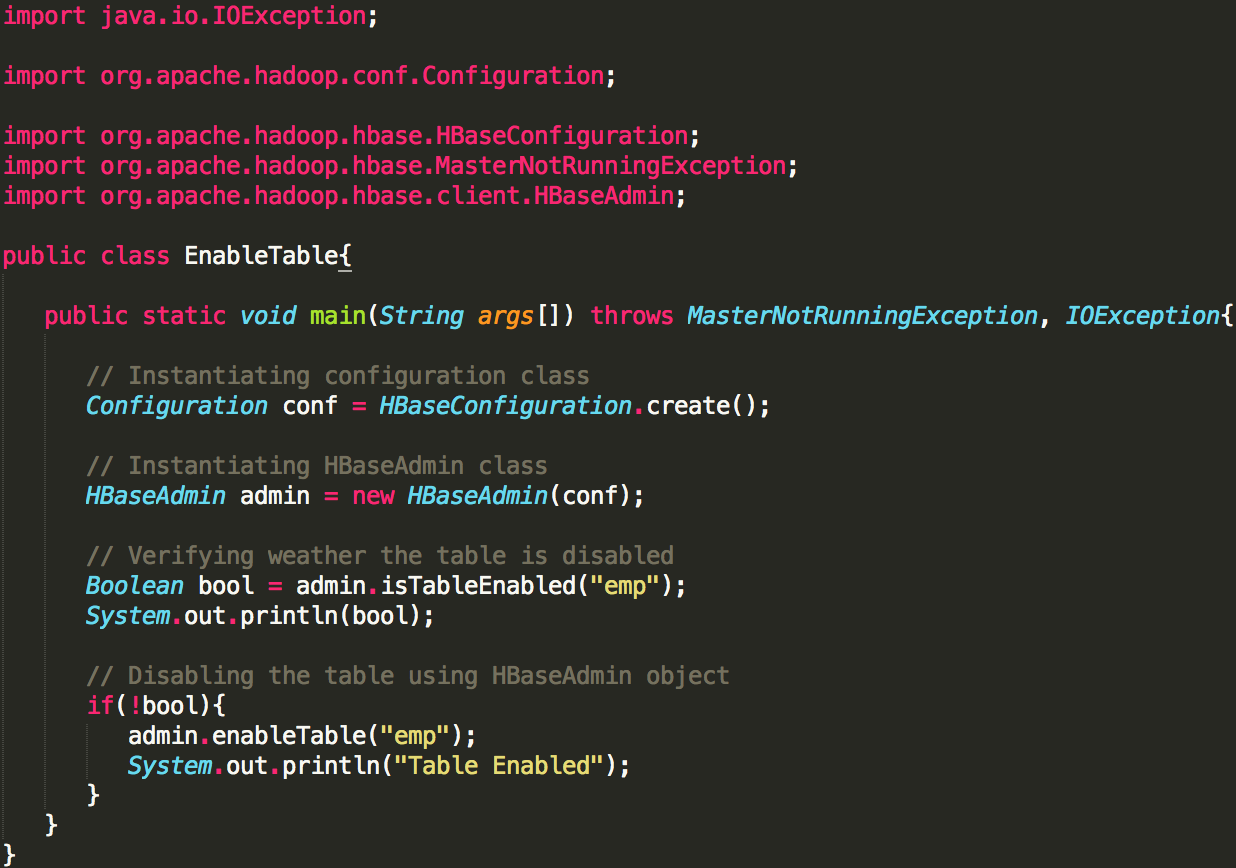 import java.io.IOException;
import org.apache.hadoop.conf.Configuration;
import org.apache.hadoop.hbase.HBaseConfiguration;
import org.apache.hadoop.hbase.MasterNotRunningException;
import org.apache.hadoop.hbase.client.HBaseAdmin;
public class EnableTable{
public static void main(String args[]) throws MasterNotRunningException, IOException{
// Instantiating configuration class
Configuration conf = HBaseConfiguration.create();
// Instantiating HBaseAdmin class
HBaseAdmin admin = new HBaseAdmin(conf);
// Verifying weather the table is disabled
Boolean bool = admin.isTableEnabled("emp");
System.out.println(bool);
// Disabling the table using HBaseAdmin object
if(!bool){
admin.enableTable("emp");
System.out.println("Table Enabled");
}
}
}